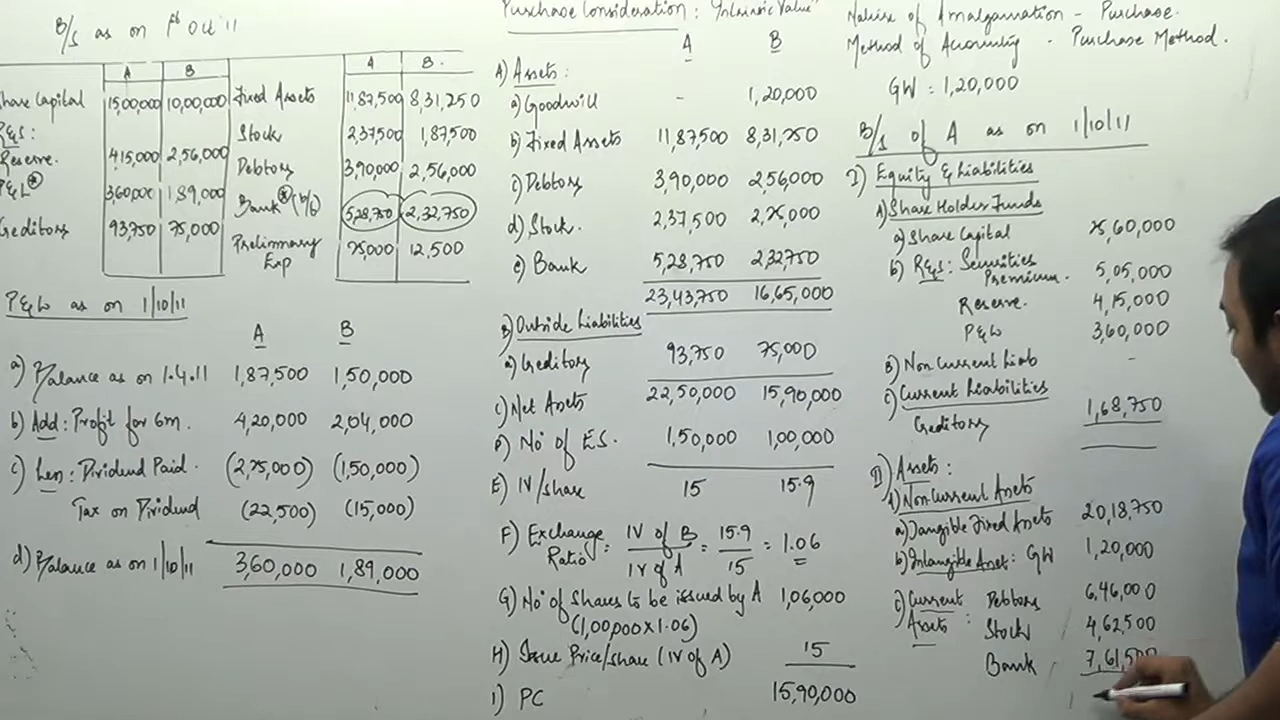 B/S as on 1st Oct 11
A B A B.
Share Capital 15,00,000 10,00,000 Fixed Assets 11,87,500 8,31,250
R&S:
Reserve. 4,15,000 2,56,000 Stock 2,37,500 1,87,500
P&L* 3,60,000 1,89,000 Debtors 3,90,000 2,56,000
Creditors 93,750 75,000 Bank* (b/f) 5,28,750 2,32,750
Preliminary Exp 75,000 12,500
P&L as on 1/10/11
A B
a) Balance as on 1.4.11 1,87,500 1,50,000
b) Add: Profit for 6m. 4,20,000 2,04,000
c) Less: Dividend Paid. (2,25,000) (1,50,000)
Tax on Dividend (22,500) (15,000)
d) Balance as on 1/10/11 3,60,000 1,89,000
Purchase Consideration: "Intrinsic Value"
A B
A) Assets:
a) Goodwill - 1,20,000
b) Fixed Assets 11,87,500 8,31,250
c) Debtors 3,90,000 2,56,000
d) Stock. 2,37,500 2,25,000
e) Bank 5,28,750 2,32,750
23,43,750 16,65,000
B) Outside Liabilities
a) Creditors 93,750 75,000
C) Net Assets 22,50,000 15,90,000
D) No of ES. 1,50,000 1,00,000
E) IV/share 15 15.9
F) Exchange Ratio: IV of B / IV of A = 15.9 / 15 = 1.06
G) No of Shares to be issued by A 1,06,000
(1,00,000 x 1.06)
H) Issue Price/share (IV of A) 15
I) PC 15,90,000
Nature of Amalgamation - Purchase.
Method of Accounting - Purchase Method.
GW: 1,20,000
B/S of A as on 1/10/11
I) Equity & Liabilities
A) Share Holder Funds
a) Share Capital 25,60,000
b) R&S: Securities Premium. 5,05,000
Reserve. 4,15,000
P&L 3,60,000
B) Non Current Liab -
C) Current Liabilities
Creditors 1,68,750
II) Assets:
A) Non Current Assets
a) Tangible Fixed Assets 20,18,750
b) Intangible Asset: GW 1,20,000
c) Current Assets: Debtors 6,46,000
Stock 4,62,500
Bank 7,61,500